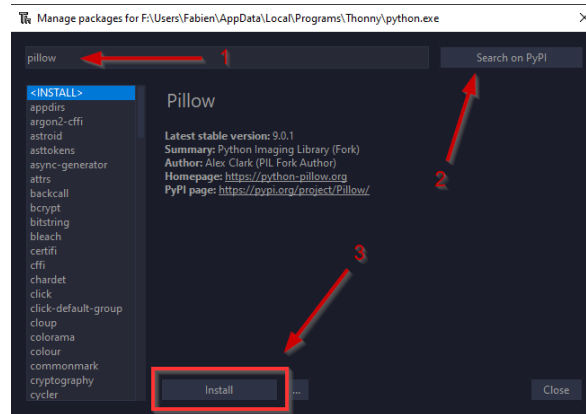 Manage packages for F:\Users\Fabien\AppData\Local\Programs\Thonny\python.exe
pillow
1
Search on PyPI
<INSTALL>
appdirs
argon2-cffi
astroid
asttokens
async-generator
attrs
backcall
bcrypt
bitstring
bleach
certifi
cffi
chardet
click
click-default-group
cloup
colorama
colour
commonmark
cryptography
cycler
Pillow
Latest stable version: 9.0.1
Summary: Python Imaging Library (Fork)
Author: Alex Clark (PIL Fork Author)
Homepage: https://python-pillow.org
PyPI page: https://pypi.org/project/Pillow/
2
3
Install
...
Close